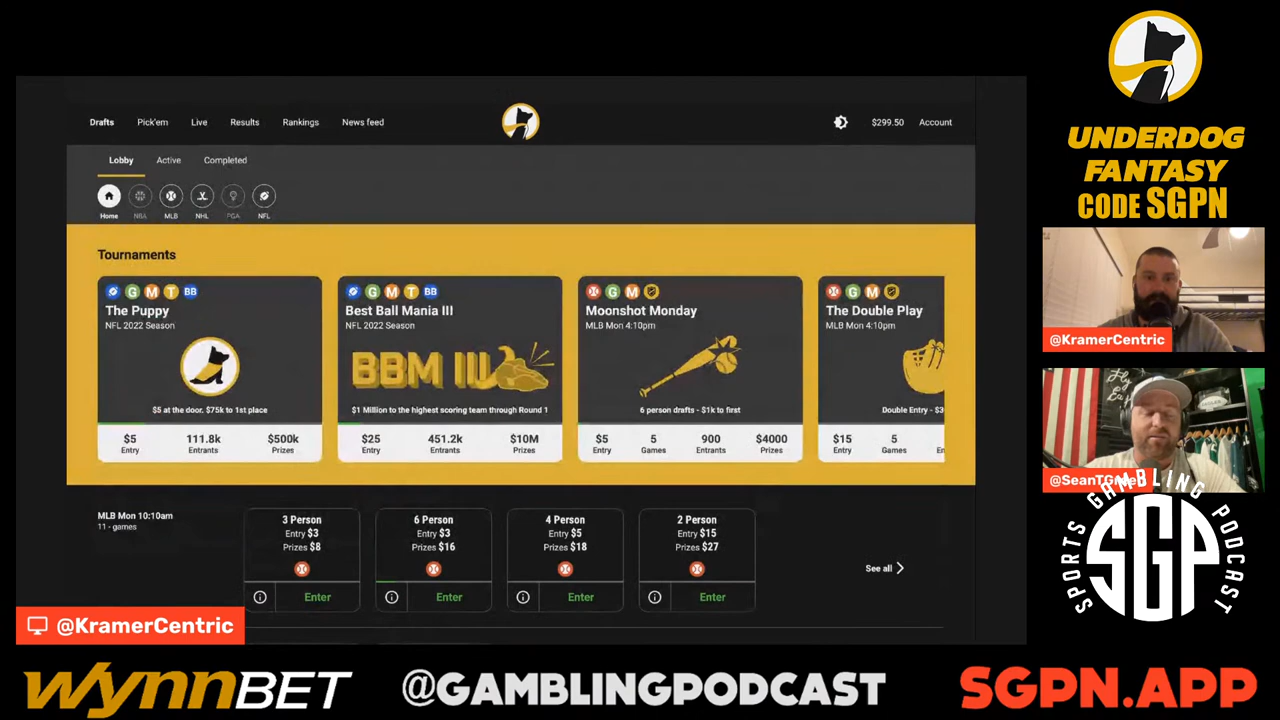 Drafts Pick'em Live Results Rankings News feed $299.50 Account
Lobby Active Completed
Home NBA MLB NHL PGA NFL
Tournaments
G M T BB
The Puppy
NFL 2022 Season
$5 at the door, $75k to 1st place
$5 111.8k $500k
Entry Entrants Prizes
G M T BB
Best Ball Mania III
NFL 2022 Season
BBM III
$1 Million to the highest scoring team through Round 1
$25 451.2k $10M
Entry Entrants Prizes
G M
Moonshot Monday
MLB Mon 4:10pm
6 person drafts - $1k to first
$5 5 900 $4000
Entry Games Entrants Prizes
G M
The Double Play
MLB Mon 4:10pm
Double Entry - $3
$15 5
Entry Games En
MLB Mon 10:10am
11 - games
3 Person
Entry $3
Prizes $8
Enter
6 Person
Entry $3
Prizes $16
Enter
4 Person
Entry $5
Prizes $18
Enter
2 Person
Entry $15
Prizes $27
Enter
See all
@KramerCentric
UNDERDOG
FANTASY
CODE SGPN
@KramerCentric
SPORTS GAMBLING PODCAST
SGP
WynnBET @GAMBLINGPODCAST SGPN.APP